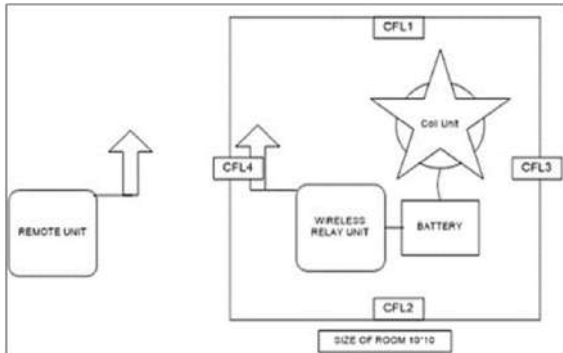 CFL1
Coil Unit
CFL4
CFL3
REMOTE UNIT
WIRELESS
RELAY UNIT
BATTERY
CFL2
SIZE OF ROOM 10*10